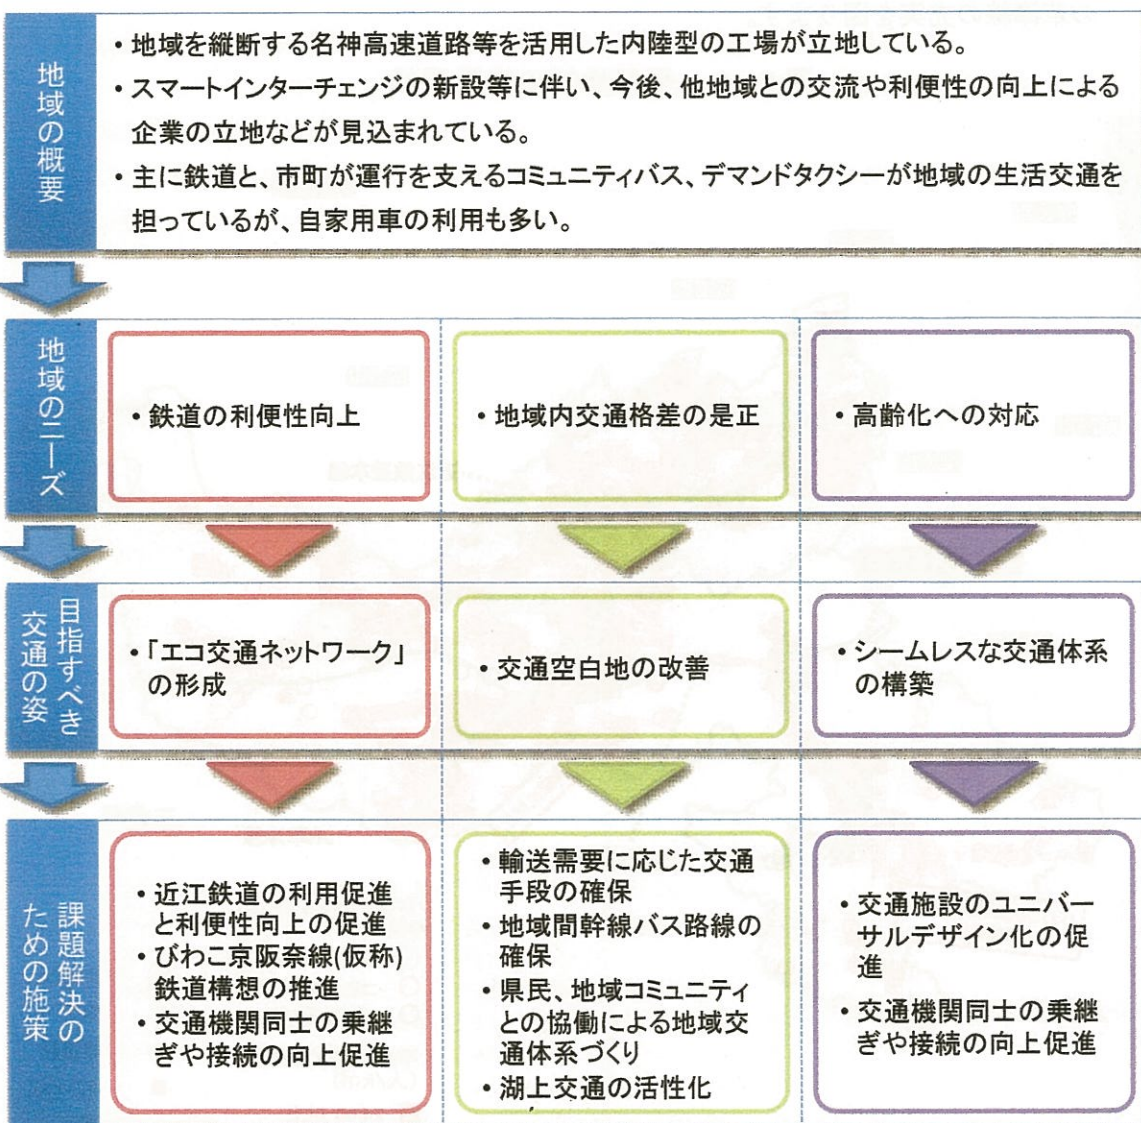 地域の概要
・地域を縦断する名神高速道路等を活用した内陸型の工場が立地している。
・スマートインターチェンジの新設等に伴い、今後、他地域との交流や利便性の向上による
企業の立地などが見込まれている。
・主に鉄道と、市町が運行を支えるコミュニティバス、デマンドタクシーが地域の生活交通を
担っているが、自家用車の利用も多い。
地域のニーズ
・鉄道の利便性向上
・地域内交通格差の是正
・高齢化への対応
目指すべき
交通の姿
・「エコ交通ネットワーク」
の形成
・交通空白地の改善
・シームレスな交通体系
の構築
課題解決の
ための施策
・近江鉄道の利用促進
と利便性向上の促進
・びわこ京阪奈線(仮称)
鉄道構想の推進
・交通機関同士の乗継
ぎや接続の向上促進
・輸送需要に応じた交通
手段の確保
・地域間幹線バス路線の
確保
・県民、地域コミュニティ
との協働による地域交
通体系づくり
・湖上交通の活性化
・交通施設のユニバー
サルデザイン化の促
進
・交通機関同士の乗継
ぎや接続の向上促進